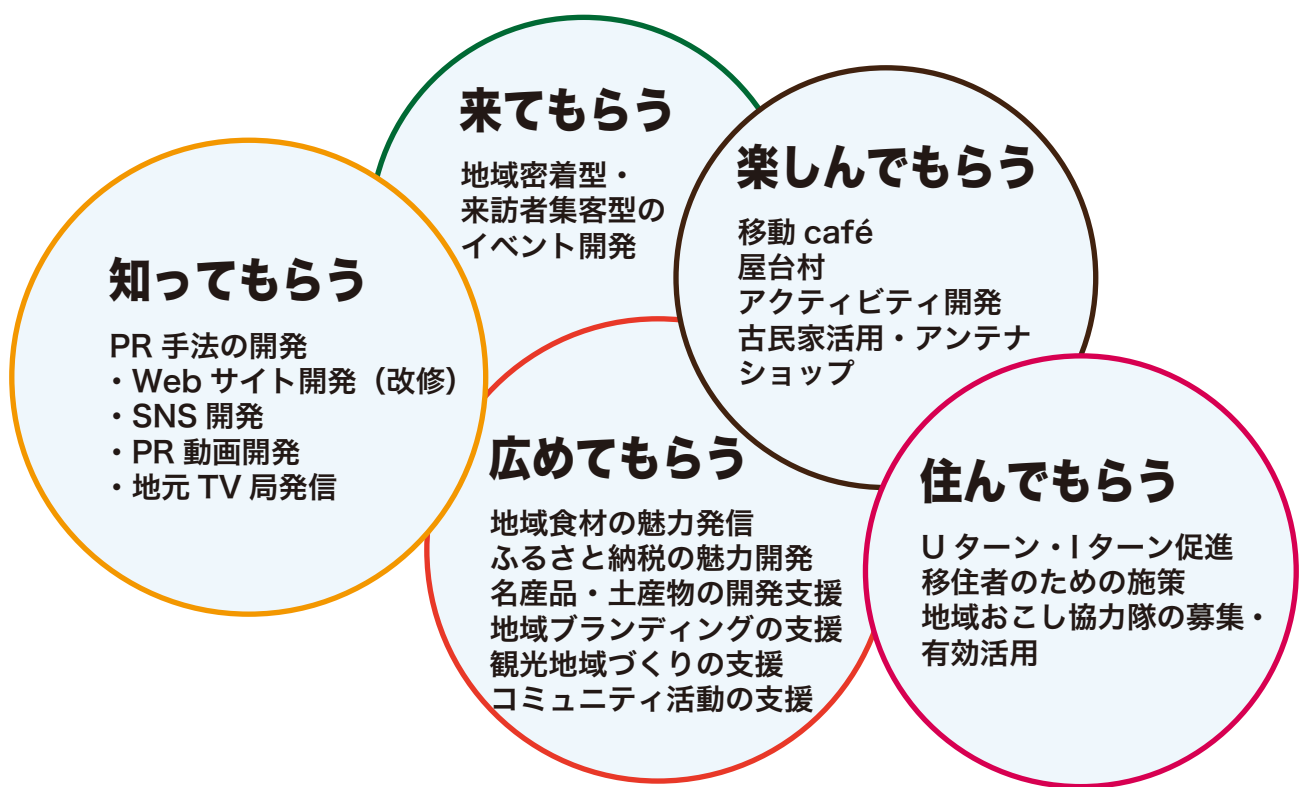 知ってもらう
PR 手法の開発
・Web サイト開発（改修）
・SNS 開発
・PR 動画開発
・地元 TV 局発信
来てもらう
地域密着型・
来訪者集客型の
イベント開発
楽しんでもらう
移動 café
屋台村
アクティビティ開発
古民家活用・アンテナ
ショップ
広めてもらう
地域食材の魅力発信
ふるさと納税の魅力開発
名産品・土産物の開発支援
地域ブランディングの支援
観光地域づくりの支援
コミュニティ活動の支援
住んでもらう
U ターン・I ターン促進
移住者のための施策
地域おこし協力隊の募集・
有効活用